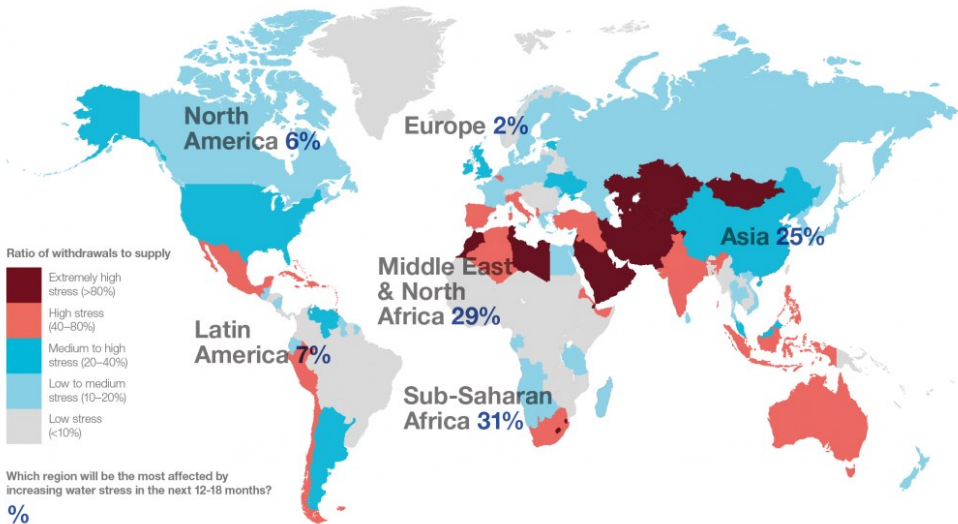 North
America 6%
Europe 2%
Asia 25%
Middle East
& North
Africa 29%
Latin
America 7%
Sub-Saharan
Africa 31%
Ratio of withdrawals to supply
Extremely high
stress (>80%)
High stress
(40–80%)
Medium to high
stress (20–40%)
Low to medium
stress (10–20%)
Low stress
(<10%)
Which region will be the most affected by
increasing water stress in the next 12-18 months?
%